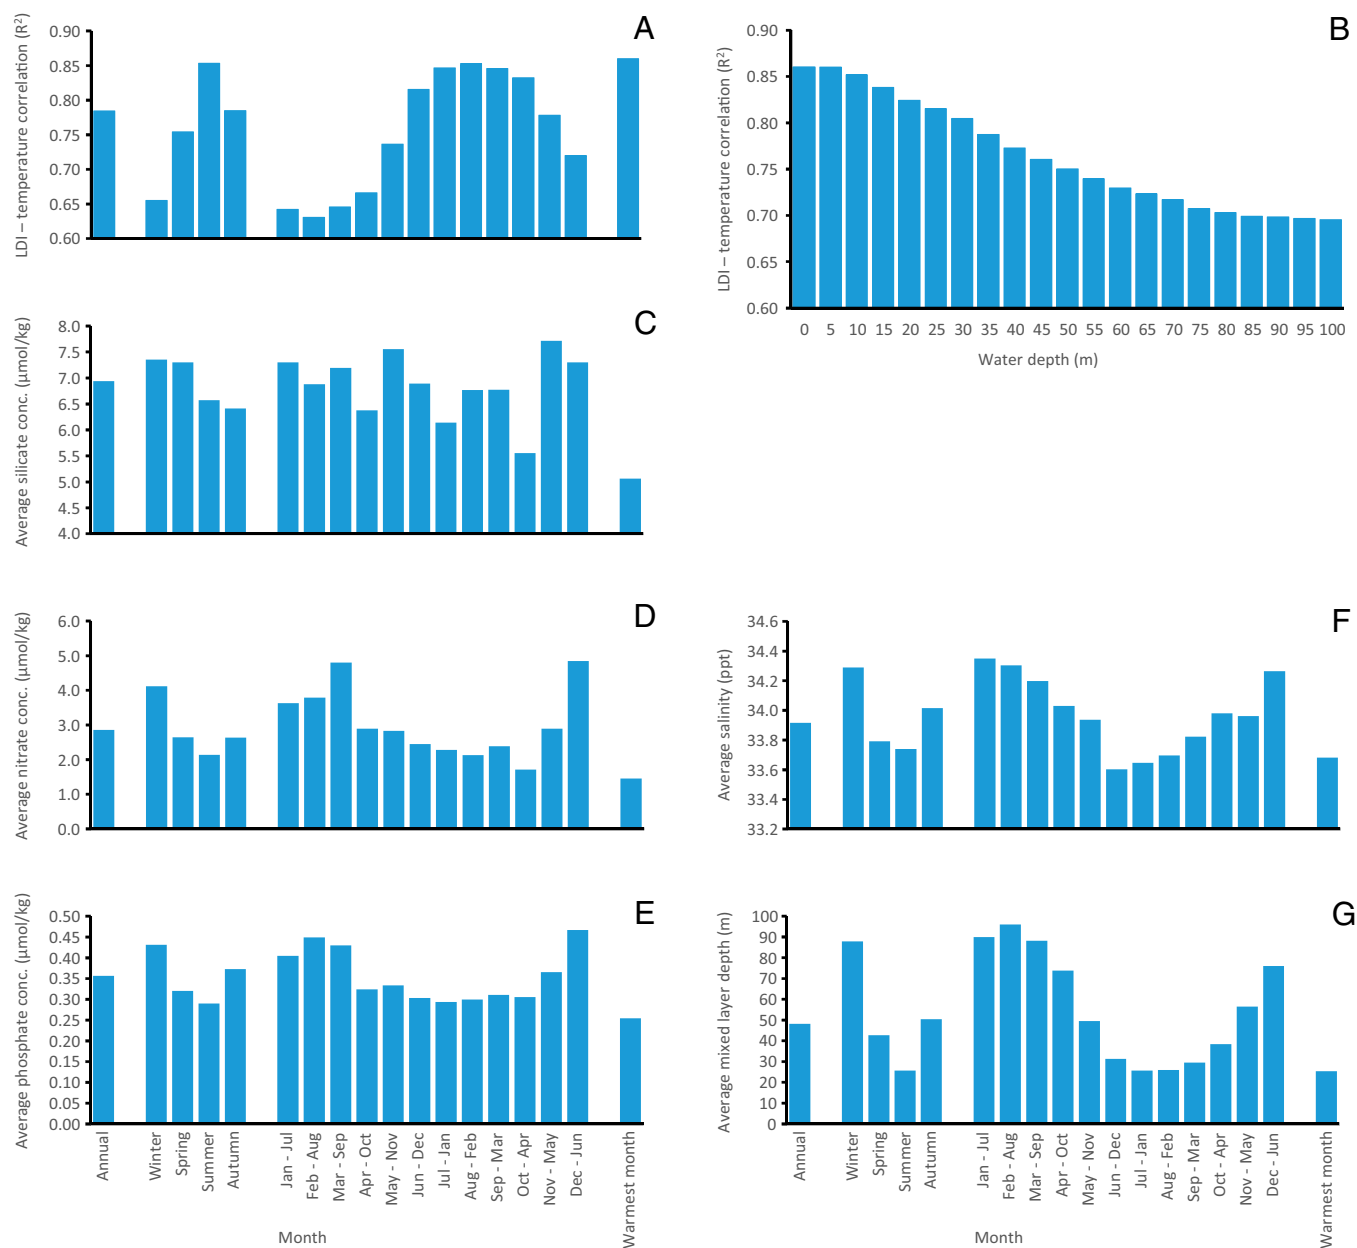 A
LDI – temperature correlation (R²)
0.90
0.85
0.80
0.75
0.70
0.65
0.60
B
LDI – temperature correlation (R²)
0.90
0.85
0.80
0.75
0.70
0.65
0.60
0 5 10 15 20 25 30 35 40 45 50 55 60 65 70 75 80 85 90 95 100
Water depth (m)
C
Average silicate conc. (μmol/kg)
8.0
7.5
7.0
6.5
6.0
5.5
5.0
4.5
4.0
D
Average nitrate conc. (μmol/kg)
6.0
5.0
4.0
3.0
2.0
1.0
0.0
F
Average salinity (ppt)
34.6
34.4
34.2
34.0
33.8
33.6
33.4
33.2
E
Average phosphate conc. (μmol/kg)
0.50
0.45
0.40
0.35
0.30
0.25
0.20
0.15
0.10
0.05
0.00
Annual
Winter
Spring
Summer
Autumn
Jan - Jul
Feb - Aug
Mar - Sep
Apr - Oct
May - Nov
Jun - Dec
Jul - Jan
Aug - Feb
Sep - Mar
Oct - Apr
Nov - May
Dec - Jun
Warmest month
Month
G
Average mixed layer depth (m)
100
90
80
70
60
50
40
30
20
10
0
Annual
Winter
Spring
Summer
Autumn
Jan - Jul
Feb - Aug
Mar - Sep
Apr - Oct
May - Nov
Jun - Dec
Jul - Jan
Aug - Feb
Sep - Mar
Oct - Apr
Nov - May
Dec - Jun
Warmest month
Month